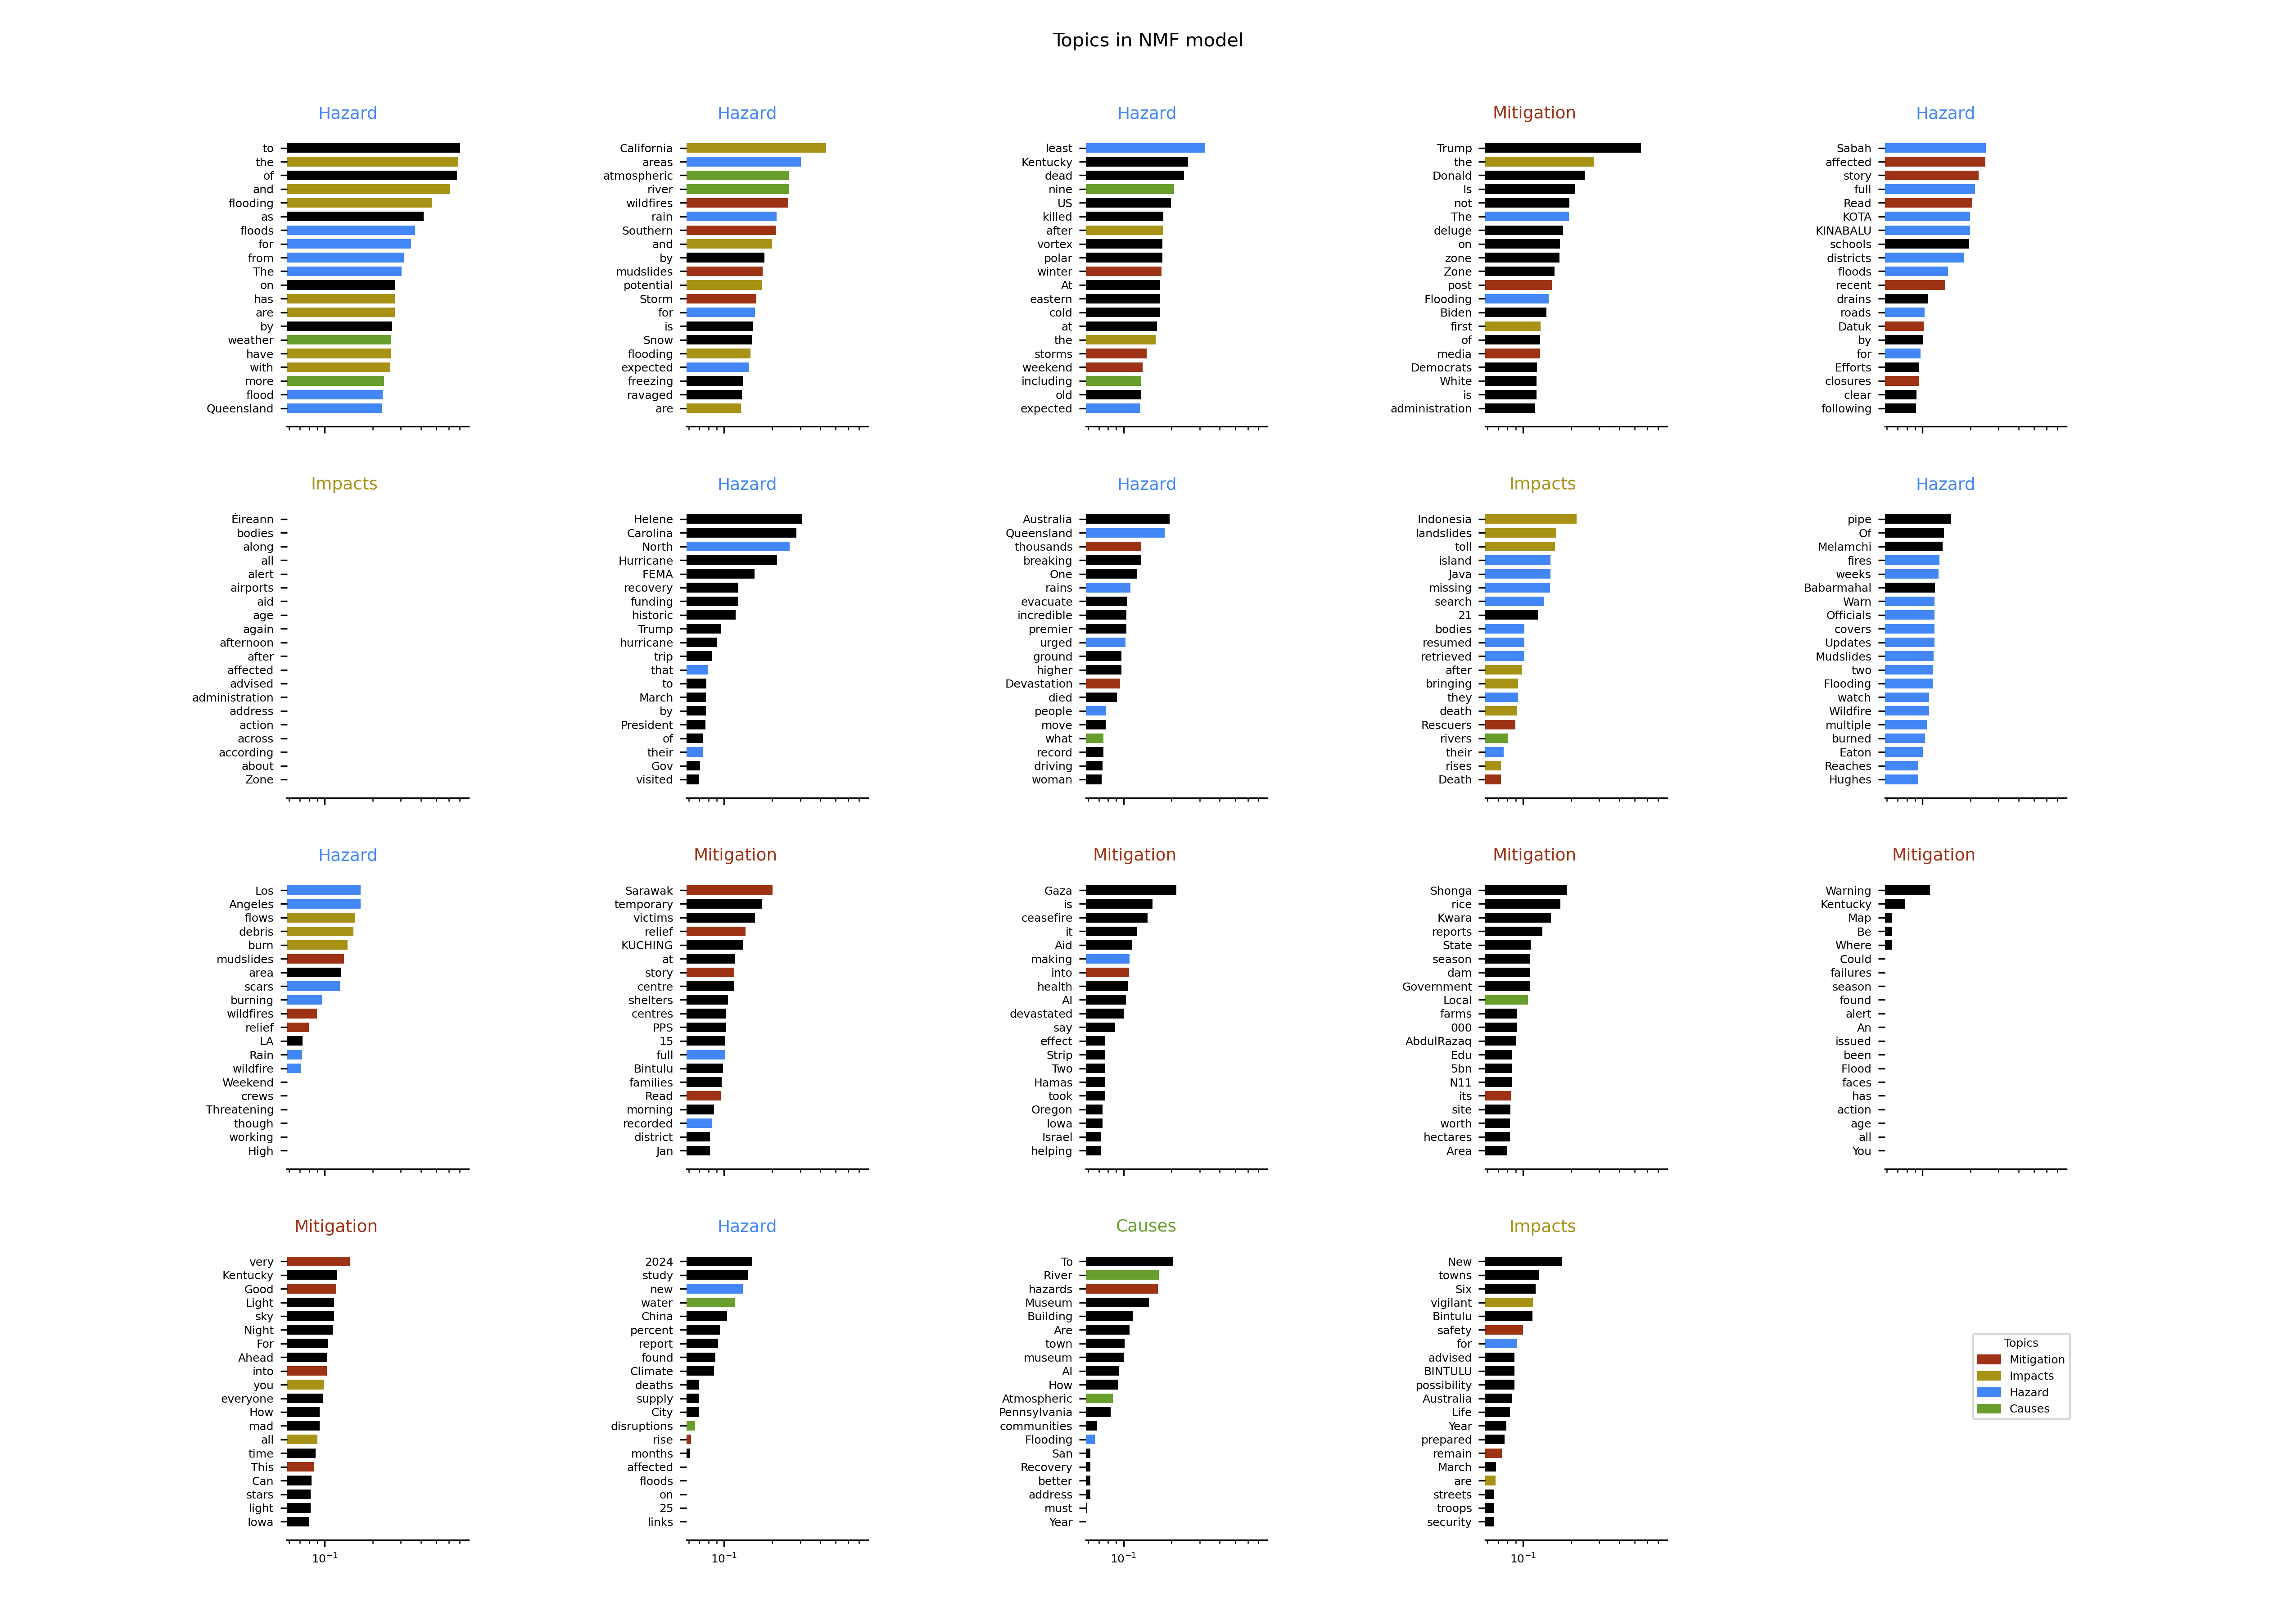 Topics in NMF model
Hazard
to
the
of
and
flooding
as
floods
for
from
The
on
has
are
by
weather
have
with
more
flood
Queensland
Hazard
California
areas
atmospheric
river
wildfires
rain
Southern
and
by
mudslides
potential
Storm
for
is
Snow
flooding
expected
freezing
ravaged
are
Hazard
least
Kentucky
dead
nine
US
killed
after
vortex
polar
winter
At
eastern
cold
at
the
storms
weekend
including
old
expected
Mitigation
Trump
the
Donald
Is
not
The
deluge
on
zone
Zone
post
Flooding
Biden
first
of
media
Democrats
White
is
administration
Hazard
Sabah
affected
story
full
Read
KOTA
KINABALU
schools
districts
floods
recent
drains
roads
Datuk
by
for
Efforts
closures
clear
following
Impacts
Éireann
bodies
along
all
alert
airports
aid
age
again
afternoon
after
affected
advised
administration
address
action
across
according
about
Zone
Hazard
Helene
Carolina
North
Hurricane
FEMA
recovery
funding
historic
Trump
hurricane
trip
that
to
March
by
President
of
their
Gov
visited
Hazard
Australia
Queensland
thousands
breaking
One
rains
evacuate
incredible
premier
urged
ground
higher
Devastation
died
people
move
what
record
driving
woman
Impacts
Indonesia
landslides
toll
island
Java
missing
search
21
bodies
resumed
retrieved
after
bringing
they
death
Rescuers
rivers
their
rises
Death
Hazard
pipe
Of
Melamchi
fires
weeks
Babarmahal
Warn
Officials
covers
Updates
Mudslides
two
Flooding
watch
Wildfire
multiple
burned
Eaton
Reaches
Hughes
Hazard
Los
Angeles
flows
debris
burn
mudslides
area
scars
burning
wildfires
relief
LA
Rain
wildfire
Weekend
crews
Threatening
though
working
High
Mitigation
Sarawak
temporary
victims
relief
KUCHING
at
story
centre
shelters
centres
PPS
15
full
Bintulu
families
Read
morning
recorded
district
Jan
Mitigation
Gaza
is
ceasefire
it
Aid
making
into
health
AI
devastated
say
effect
Strip
Two
Hamas
took
Oregon
Iowa
Israel
helping
Mitigation
Shonga
rice
Kwara
reports
State
season
dam
Government
Local
farms
000
AbdulRazaq
Edu
5bn
N11
its
site
worth
hectares
Area
Mitigation
Warning
Kentucky
Map
Be
Where
Could
failures
season
found
alert
An
issued
been
Flood
faces
has
action
age
all
You
Mitigation
very
Kentucky
Good
Light
sky
Night
For
Ahead
into
you
everyone
How
mad
all
time
This
Can
stars
light
Iowa
10⁻¹
Hazard
2024
study
new
water
China
percent
report
found
Climate
deaths
supply
City
disruptions
rise
months
affected
floods
on
25
links
10⁻¹
Causes
To
River
hazards
Museum
Building
Are
town
museum
AI
How
Atmospheric
Pennsylvania
communities
Flooding
San
Recovery
better
address
must
Year
10⁻¹
Impacts
New
towns
Six
vigilant
Bintulu
safety
for
advised
BINTULU
possibility
Australia
Life
Year
prepared
remain
March
are
streets
troops
security
10⁻¹
Topics
Mitigation
Impacts
Hazard
Causes